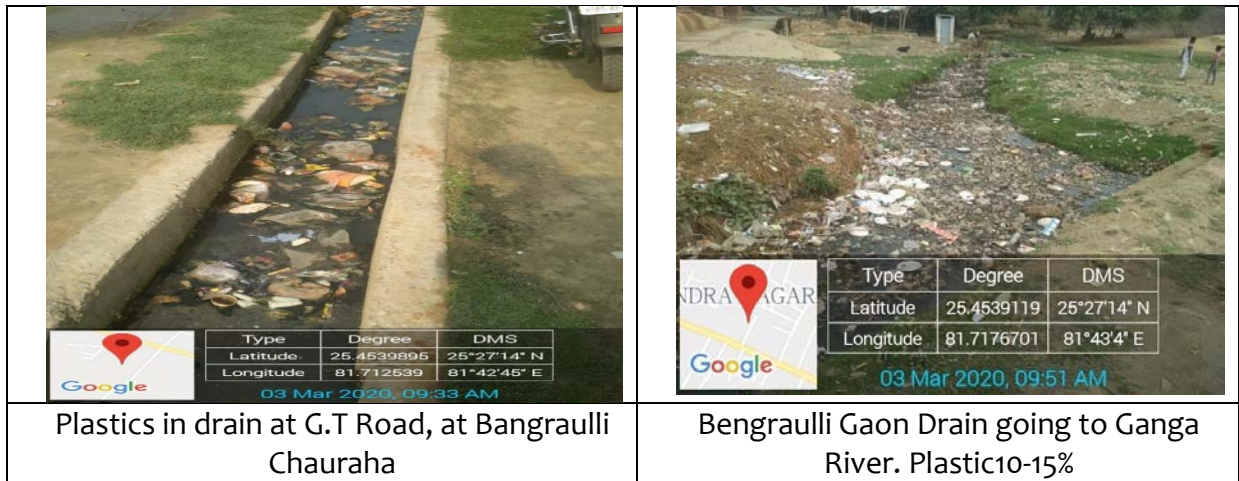 Type Degree DMS
Latitude 25.4539895 25°27'14" N
Longitude 81.712539 81°42'45" E
Google
03 Mar 2020, 09:33 AM
Plastics in drain at G.T Road, at Bangraulli
Chauraha
NDRA AGAR
Type Degree DMS
Latitude 25.4539119 25°27'14" N
Longitude 81.7176701 81°43'4" E
Google
03 Mar 2020, 09:51 AM
Bengraulli Gaon Drain going to Ganga
River. Plastic10-15%